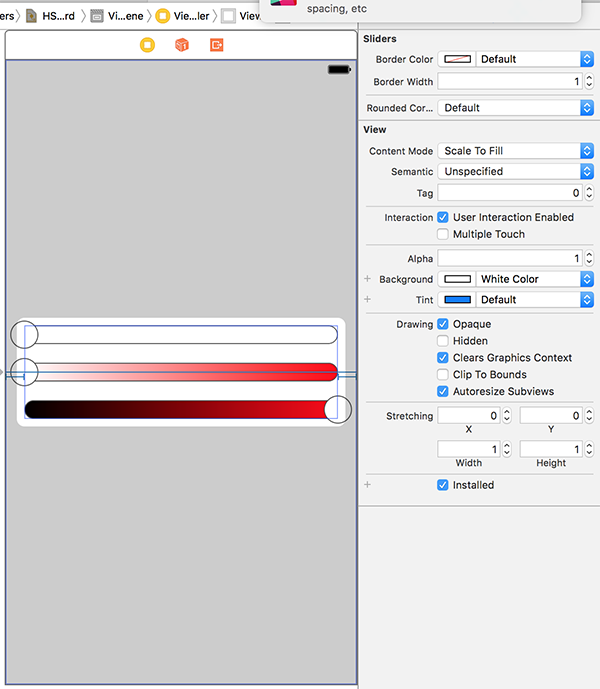 spacing, etc
ers HS...rd Vi...ene Vie...ler View
Sliders
Border Color Default
Border Width 1
Rounded Cor... Default
View
Content Mode Scale To Fill
Semantic Unspecified
Tag 0
Interaction User Interaction Enabled
Multiple Touch
Alpha 1
Background White Color
Tint Default
Drawing Opaque
Hidden
Clears Graphics Context
Clip To Bounds
Autoresize Subviews
Stretching 0 0
X Y
1 1
Width Height
Installed